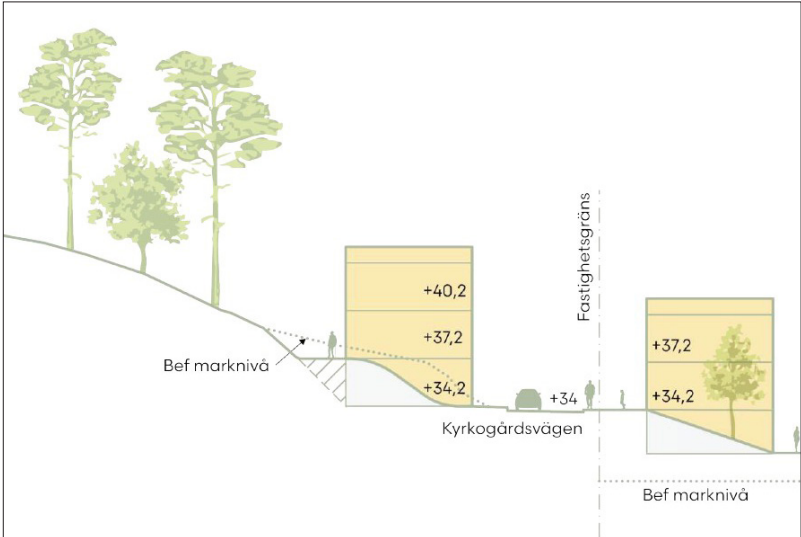 Fastighetsgräns
+40,2
+37,2
+34,2
Bef marknivå
Kyrkogårdsvägen
+34
+37,2
+34,2
Bef marknivå